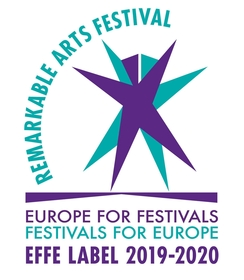 REMARKABLE ARTS FESTIVAL
EUROPE FOR FESTIVALS
FESTIVALS FOR EUROPE
EFFE LABEL 2019-2020